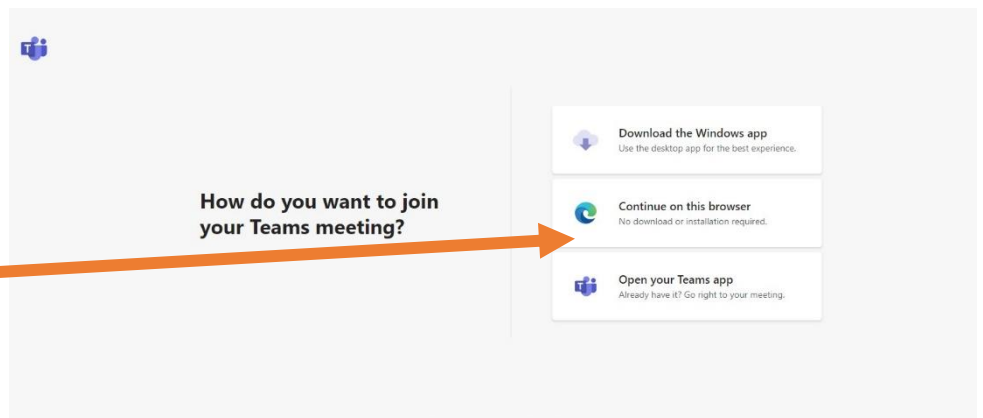 How do you want to join
your Teams meeting?
Download the Windows app
Use the desktop app for the best experience.
Continue on this browser
No download or installation required.
Open your Teams app
Already have it? Go right to your meeting.